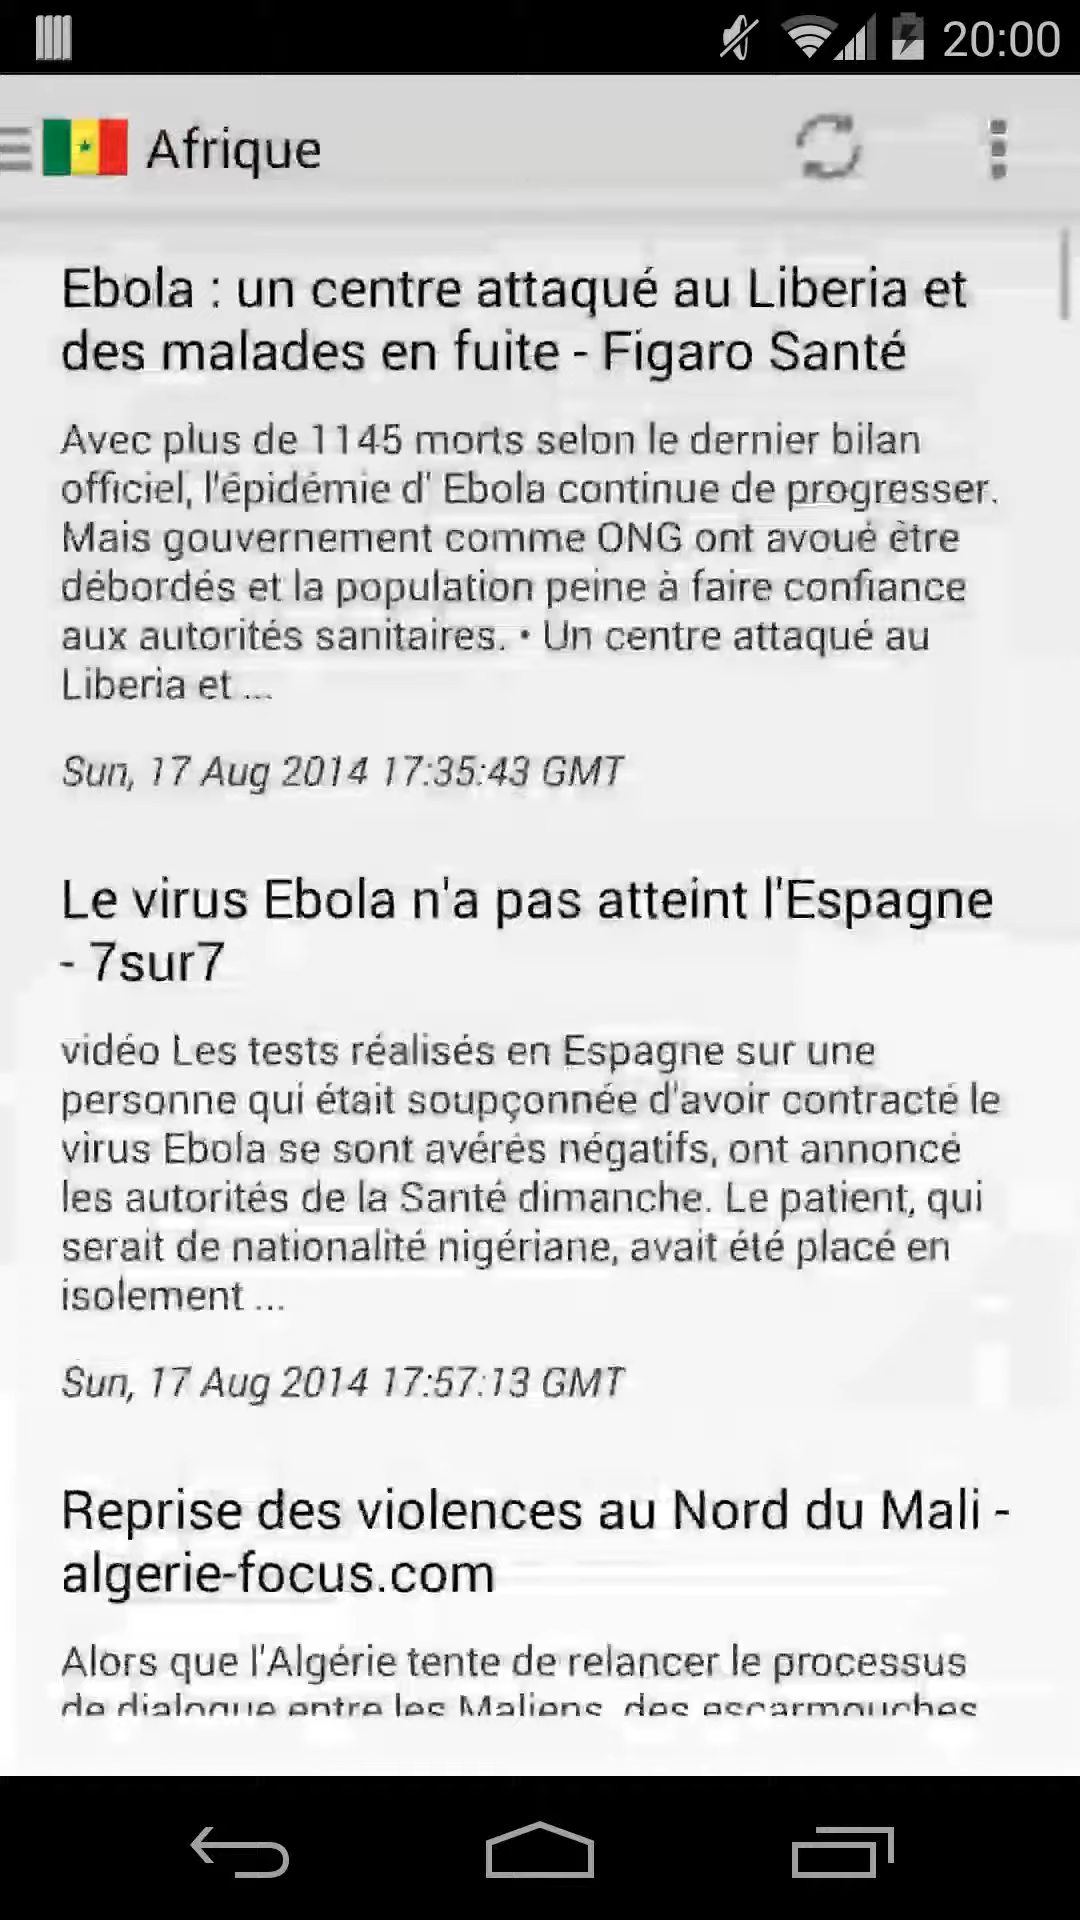 20:00
Afrique
Ebola : un centre attaqué au Liberia et
des malades en fuite - Figaro Santé
Avec plus de 1145 morts selon le dernier bilan
officiel, l'épidémie d' Ebola continue de progresser.
Mais gouvernement comme ONG ont avoué être
débordés et la population peine à faire confiance
aux autorités sanitaires. • Un centre attaqué au
Liberia et ...
Sun, 17 Aug 2014 17:35:43 GMT
Le virus Ebola n'a pas atteint l'Espagne
- 7sur7
vidéo Les tests réalisés en Espagne sur une
personne qui était soupçonnée d'avoir contracté le
virus Ebola se sont avérés négatifs, ont annoncé
les autorités de la Santé dimanche. Le patient, qui
serait de nationalité nigériane, avait été placé en
isolement ...
Sun, 17 Aug 2014 17:57:13 GMT
Reprise des violences au Nord du Mali -
algerie-focus.com
Alors que l'Algérie tente de relancer le processus
de dialogue entre les Maliens, des escarmouches